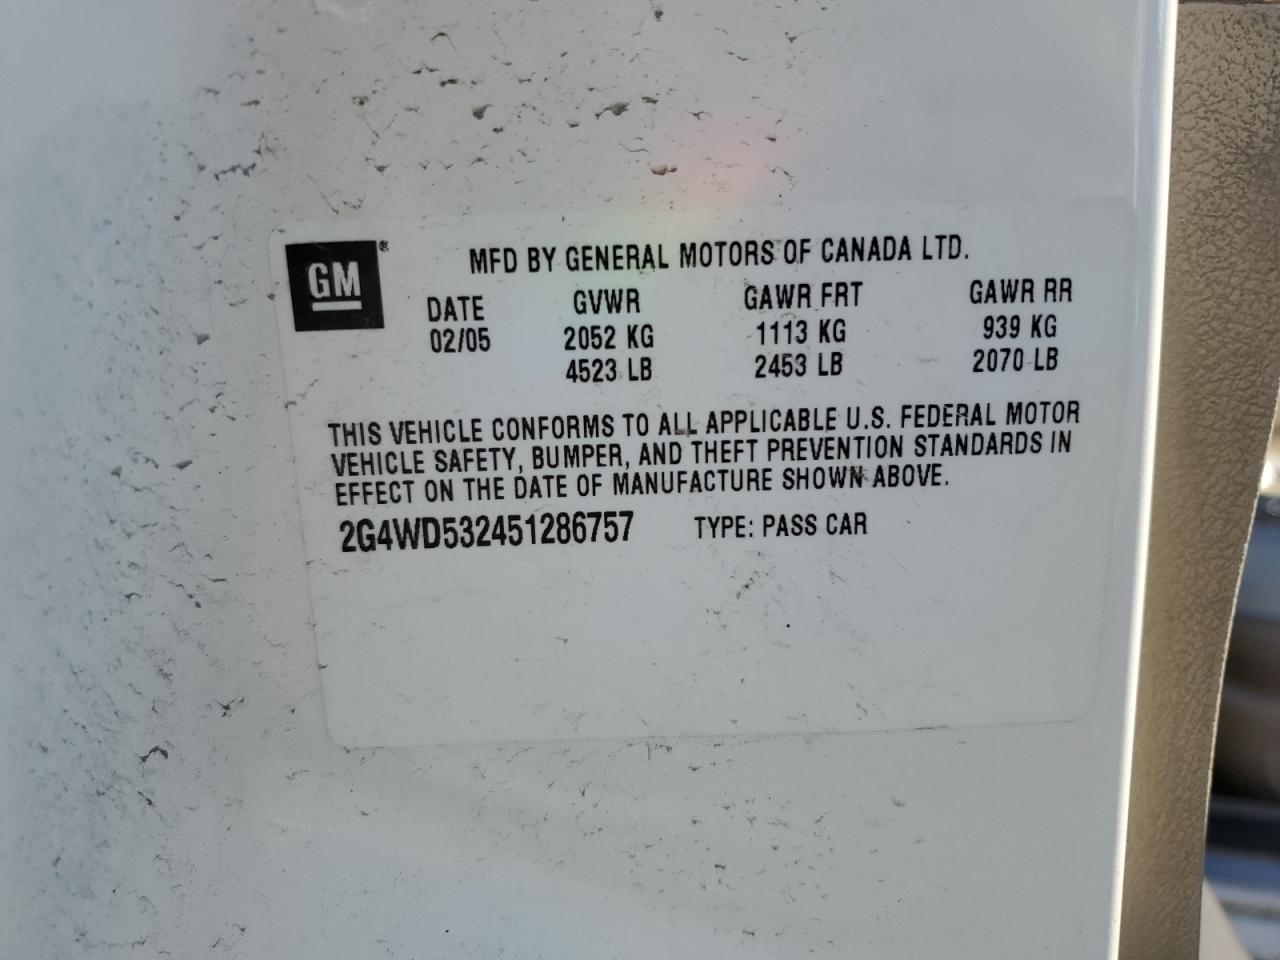 GM®
MFD BY GENERAL MOTORS OF CANADA LTD.
DATE GVWR GAWR FRT GAWR RR
02/05 2052 KG 1113 KG 939 KG
4523 LB 2453 LB 2070 LB
THIS VEHICLE CONFORMS TO ALL APPLICABLE U.S. FEDERAL MOTOR
VEHICLE SAFETY, BUMPER, AND THEFT PREVENTION STANDARDS IN
EFFECT ON THE DATE OF MANUFACTURE SHOWN ABOVE.
2G4WD532451286757 TYPE: PASS CAR